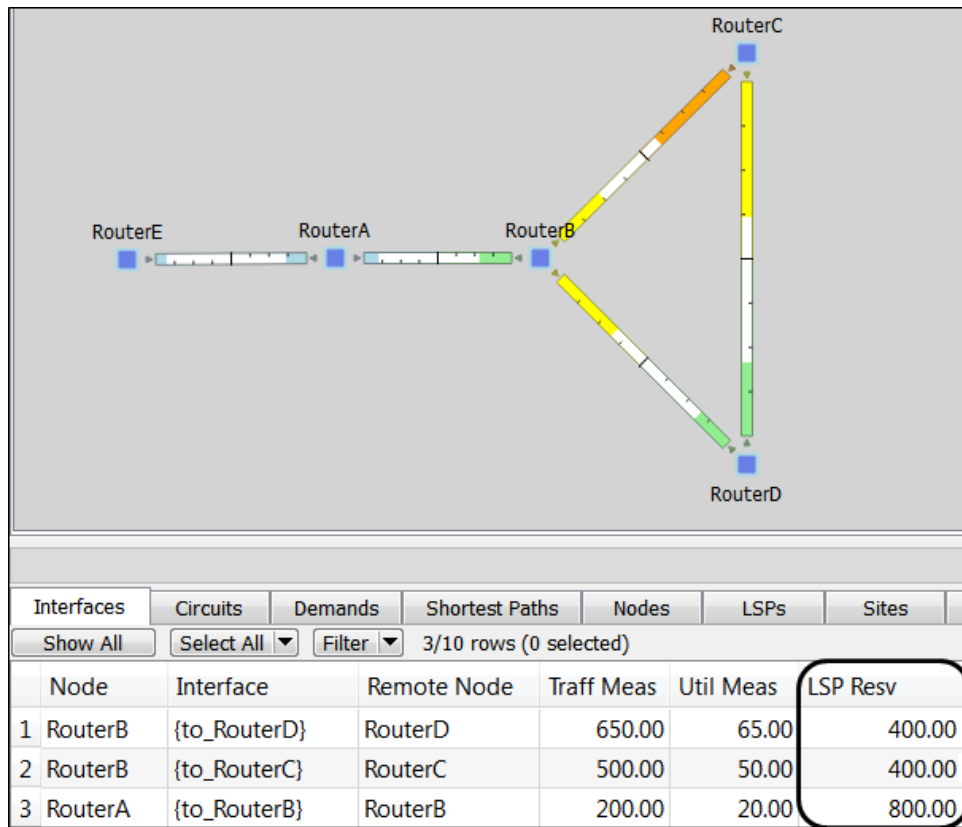 RouterC
RouterE
RouterA
RouterB
RouterD
Interfaces Circuits Demands Shortest Paths Nodes LSPs Sites
Show All Select All Filter 3/10 rows (0 selected)
Node Interface Remote Node Traff Meas Util Meas LSP Resv
1 RouterB {to_RouterD} RouterD 650.00 65.00 400.00
2 RouterB {to_RouterC} RouterC 500.00 50.00 400.00
3 RouterA {to_RouterB} RouterB 200.00 20.00 800.00